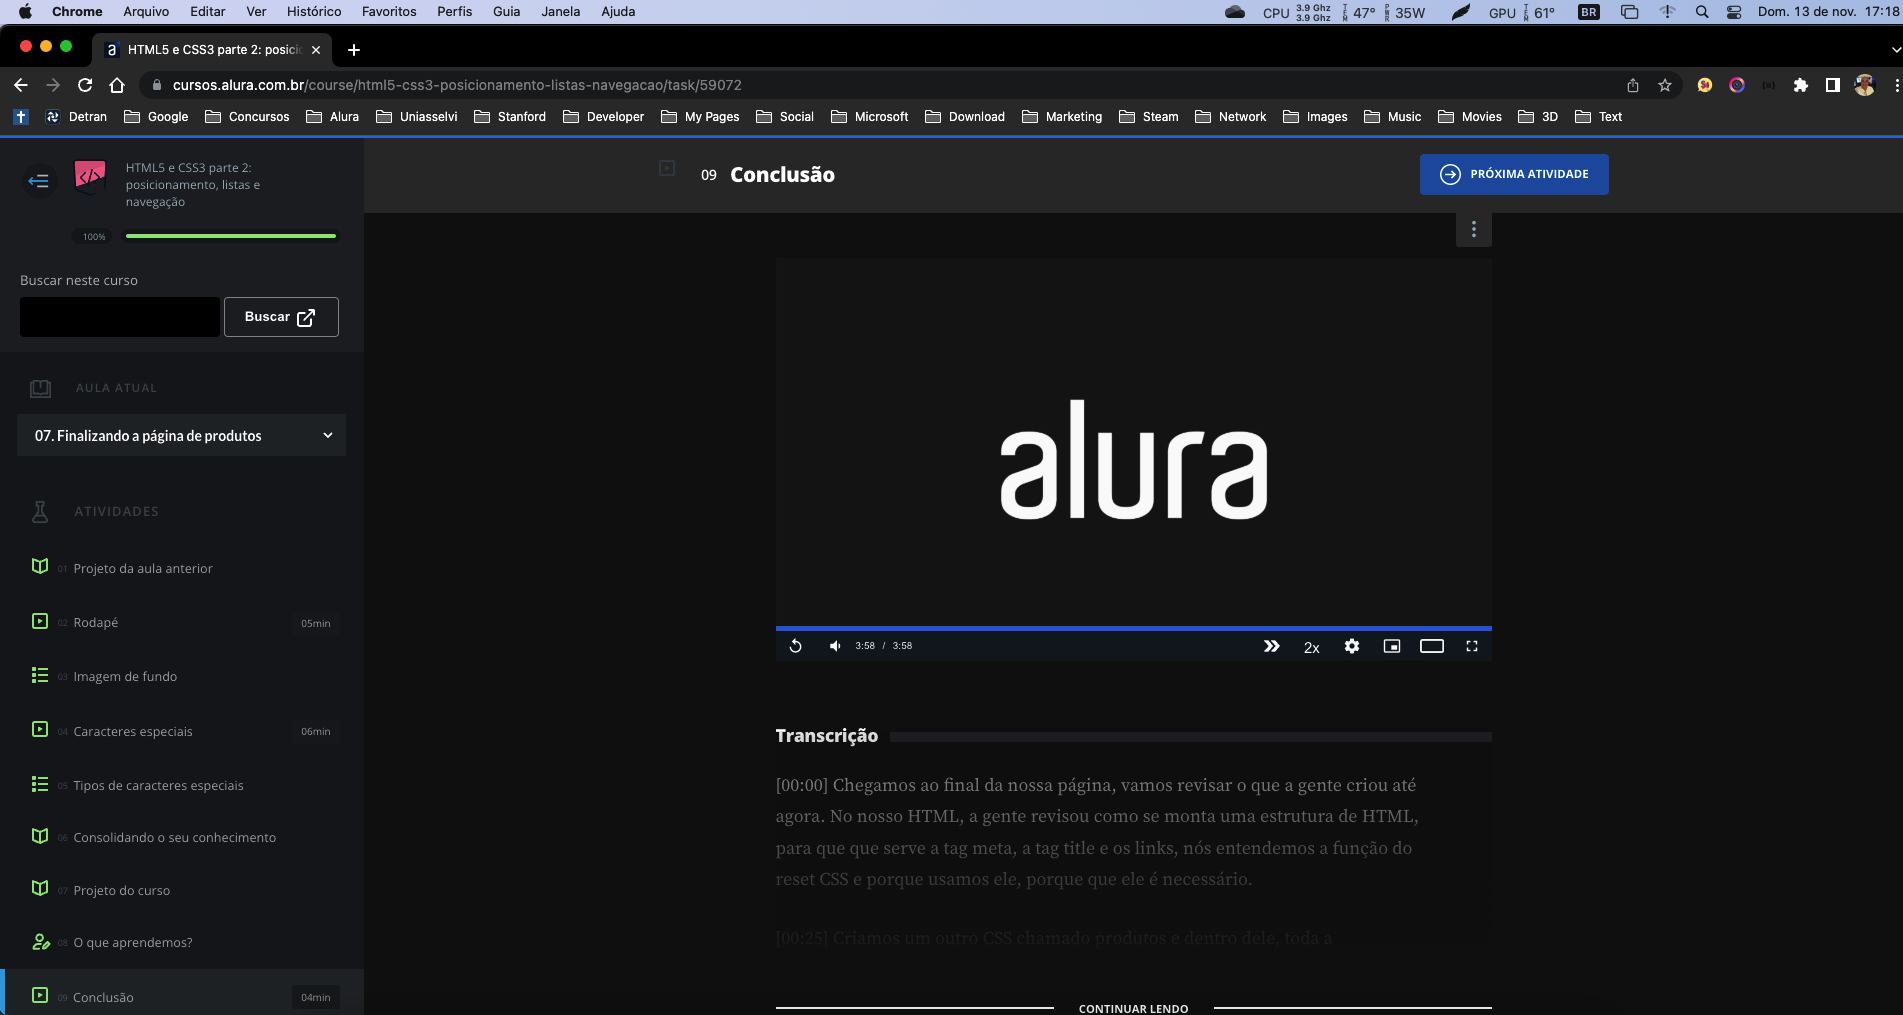 Chrome Arquivo Editar Ver Histórico Favoritos Perfis Guia Janela Ajuda CPU 3.9 Ghz 3.9 Ghz TEM 47° PWR 35W GPU TEM 61° BR Dom. 13 de nov. 17:18
HTML5 e CSS3 parte 2: posici
cursos.alura.com.br/course/html5-css3-posicionamento-listas-navegacao/task/59072
Detran Google Concursos Alura Uniasselvi Stanford Developer My Pages Social Microsoft Download Marketing Steam Network Images Music Movies 3D Text
HTML5 e CSS3 parte 2:
posicionamento, listas e
navegação
100%
Buscar neste curso
Buscar
AULA ATUAL
07. Finalizando a página de produtos
ATIVIDADES
01 Projeto da aula anterior
02 Rodapé 05min
03 Imagem de fundo
04 Caracteres especiais 06min
05 Tipos de caracteres especiais
06 Consolidando o seu conhecimento
07 Projeto do curso
08 O que aprendemos?
09 Conclusão 04min
09 Conclusão
PRÓXIMA ATIVIDADE
alura
3:58 / 3:58 2x
Transcrição
[00:00] Chegamos ao final da nossa página, vamos revisar o que a gente criou até
agora. No nosso HTML, a gente revisou como se monta uma estrutura de HTML,
para que que serve a tag meta, a tag title e os links, nós entendemos a função do
reset CSS e porque usamos ele, porque que ele é necessário.
[00:25] Criamos um outro CSS chamado produtos e dentro dele, toda a
CONTINUAR LENDO